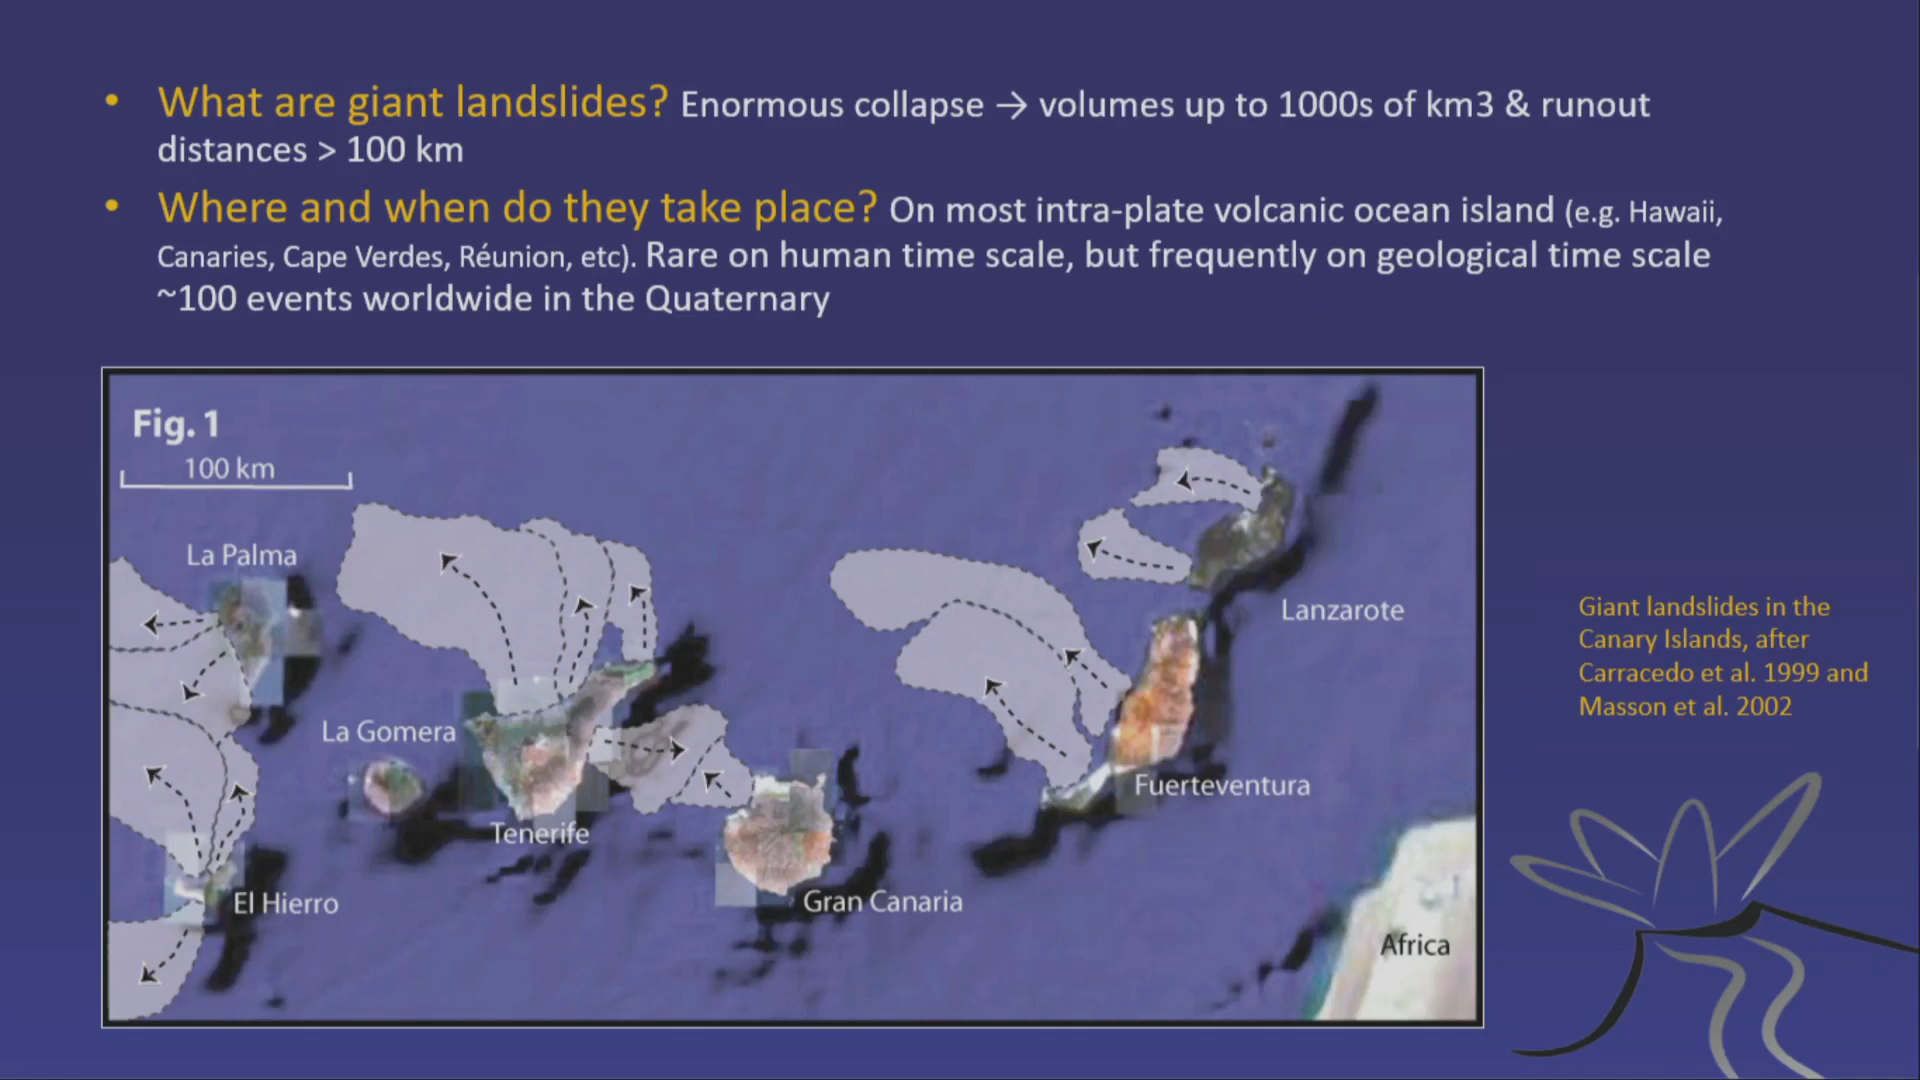 • What are giant landslides? Enormous collapse → volumes up to 1000s of km3 & runout
distances > 100 km
• Where and when do they take place? On most intra-plate volcanic ocean island (e.g. Hawaii,
Canaries, Cape Verdes, Réunion, etc). Rare on human time scale, but frequently on geological time scale
~100 events worldwide in the Quaternary
Fig. 1
100 km
La Palma
Lanzarote
La Gomera
Fuerteventura
Tenerife
El Hierro
Gran Canaria
Africa
Giant landslides in the
Canary Islands, after
Carracedo et al. 1999 and
Masson et al. 2002